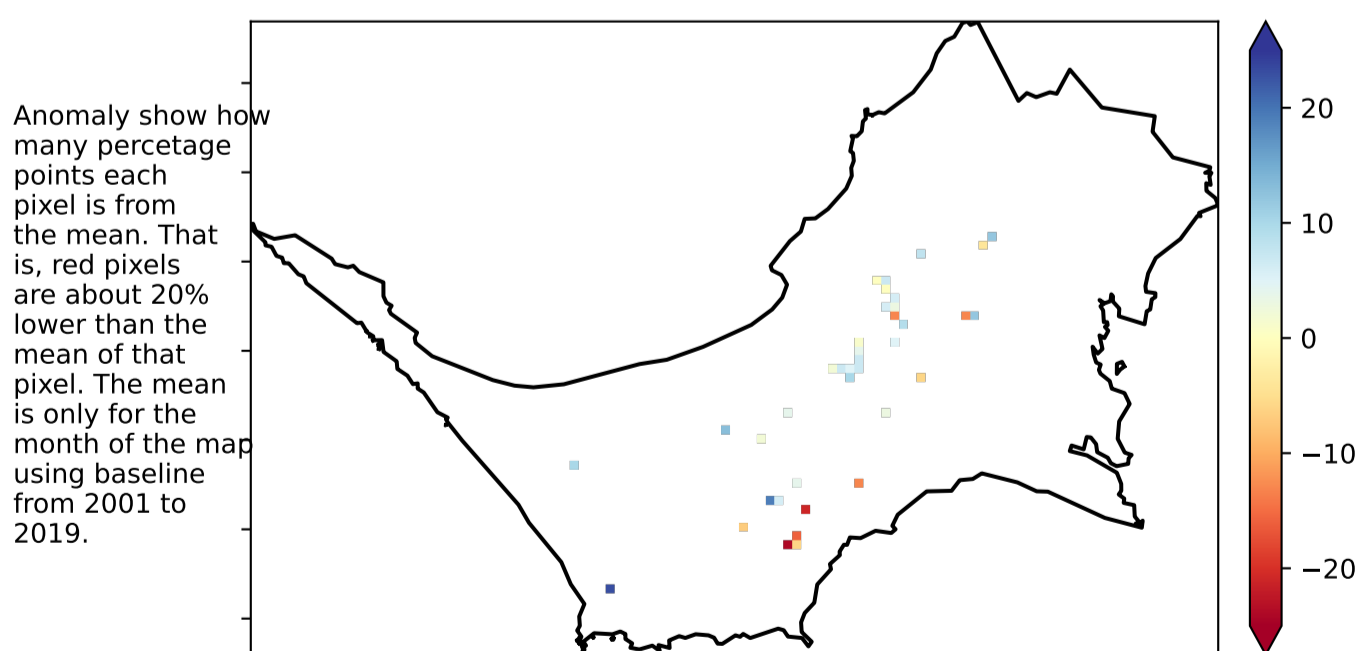 Anomaly show how
many percetage
points each
pixel is from
the mean. That
is, red pixels
are about 20%
lower than the
mean of that
pixel. The mean
is only for the
month of the map
using baseline
from 2001 to
2019.
20
10
0
−10
−20